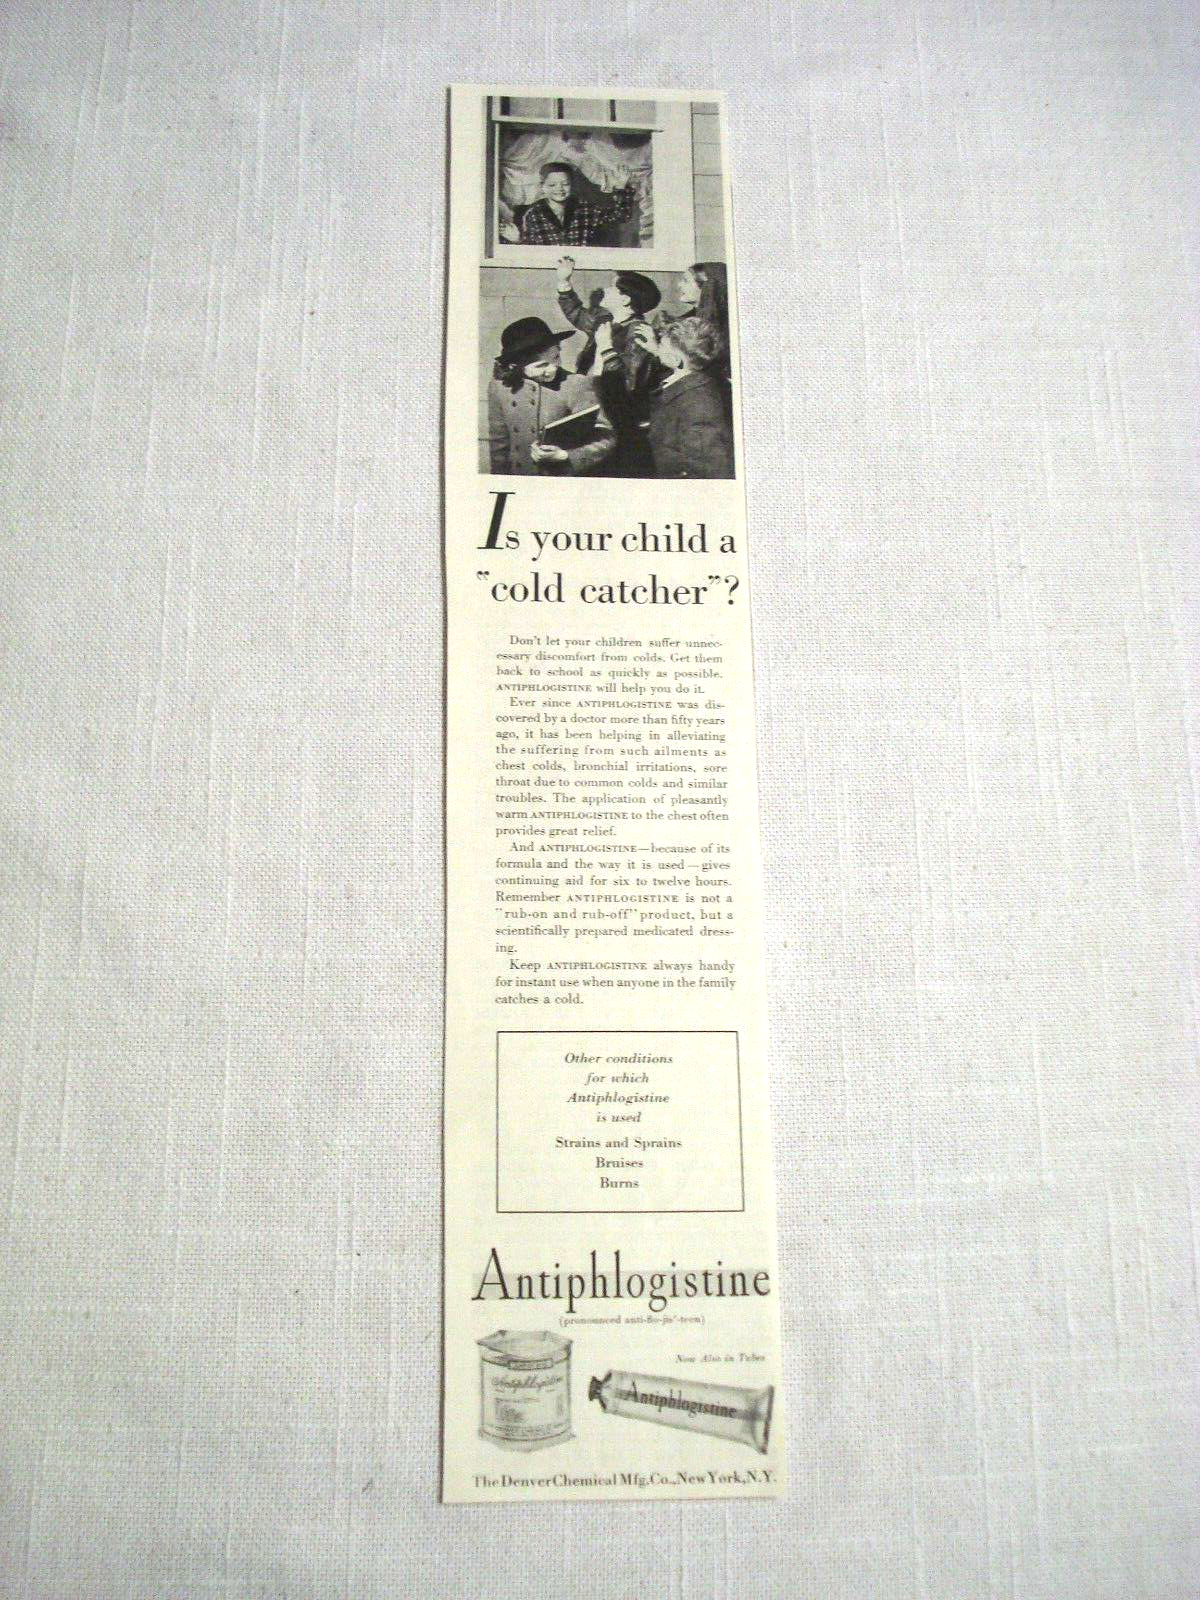 Is your child a
"cold catcher"?
Don't let your children suffer unnec-
essary discomfort from colds. Get them
back to school as quickly as possible.
ANTIPHLOGISTINE will help you do it.
Ever since ANTIPHLOGISTINE was dis-
covered by a doctor more than fifty years
ago, it has been helping in alleviating
the suffering from such ailments as
chest colds, bronchial irritations, sore
throat due to common colds and similar
troubles. The application of pleasantly
warm ANTIPHLOGISTINE to the chest often
provides great relief.
And ANTIPHLOGISTINE—because of its
formula and the way it is used—gives
continuing aid for six to twelve hours.
Remember ANTIPHLOGISTINE is not a
"rub-on and rub-off" product, but a
scientifically prepared medicated dress-
ing.
Keep ANTIPHLOGISTINE always handy
for instant use when anyone in the family
catches a cold.
Other conditions
for which
Antiphlogistine
is used
Strains and Sprains
Bruises
Burns
Antiphlogistine
(pronounced anti-flo-jis'-teen)
Now Also in Tubes
Antiphlogistine
Antiphlogistine
The Denver Chemical Mfg. Co., New York, N.Y.